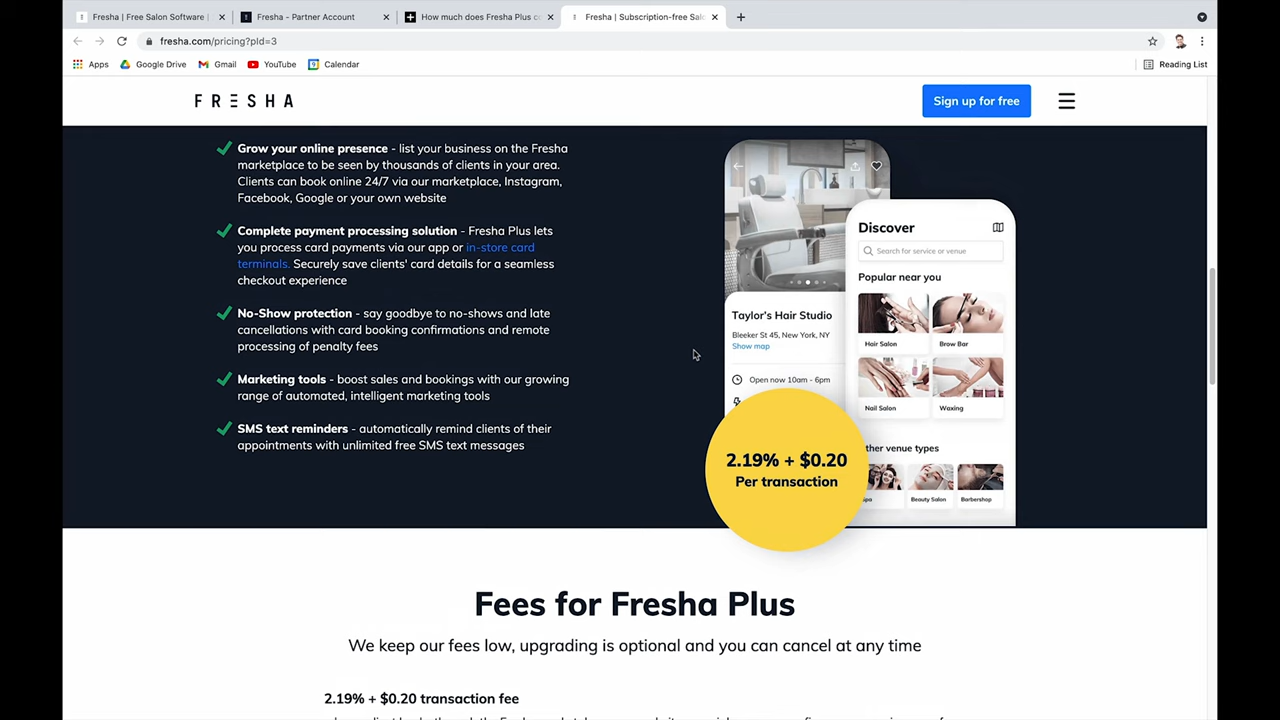 Fresha | Free Salon Software |
Fresha - Partner Account
How much does Fresha Plus co
Fresha | Subscription-free Sal
fresha.com/pricing?pId=3
Apps
Google Drive
Gmail
YouTube
Calendar
Reading List
FRESHA
Sign up for free
Grow your online presence - list your business on the Fresha
marketplace to be seen by thousands of clients in your area.
Clients can book online 24/7 via our marketplace, Instagram,
Facebook, Google or your own website
Complete payment processing solution - Fresha Plus lets
you process card payments via our app or in-store card
terminals. Securely save clients' card details for a seamless
checkout experience
No-Show protection - say goodbye to no-shows and late
cancellations with card booking confirmations and remote
processing of penalty fees
Marketing tools - boost sales and bookings with our growing
range of automated, intelligent marketing tools
SMS text reminders - automatically remind clients of their
appointments with unlimited free SMS text messages
Taylor's Hair Studio
Bleeker St 45, New York, NY
Show map
Open now 10am - 6pm
Discover
Search for service or venue
Popular near you
Hair Salon
Brow Bar
Nail Salon
Waxing
ther venue types
Beauty Salon
Barbershop
2.19% + $0.20
Per transaction
Fees for Fresha Plus
We keep our fees low, upgrading is optional and you can cancel at any time
2.19% + $0.20 transaction fee